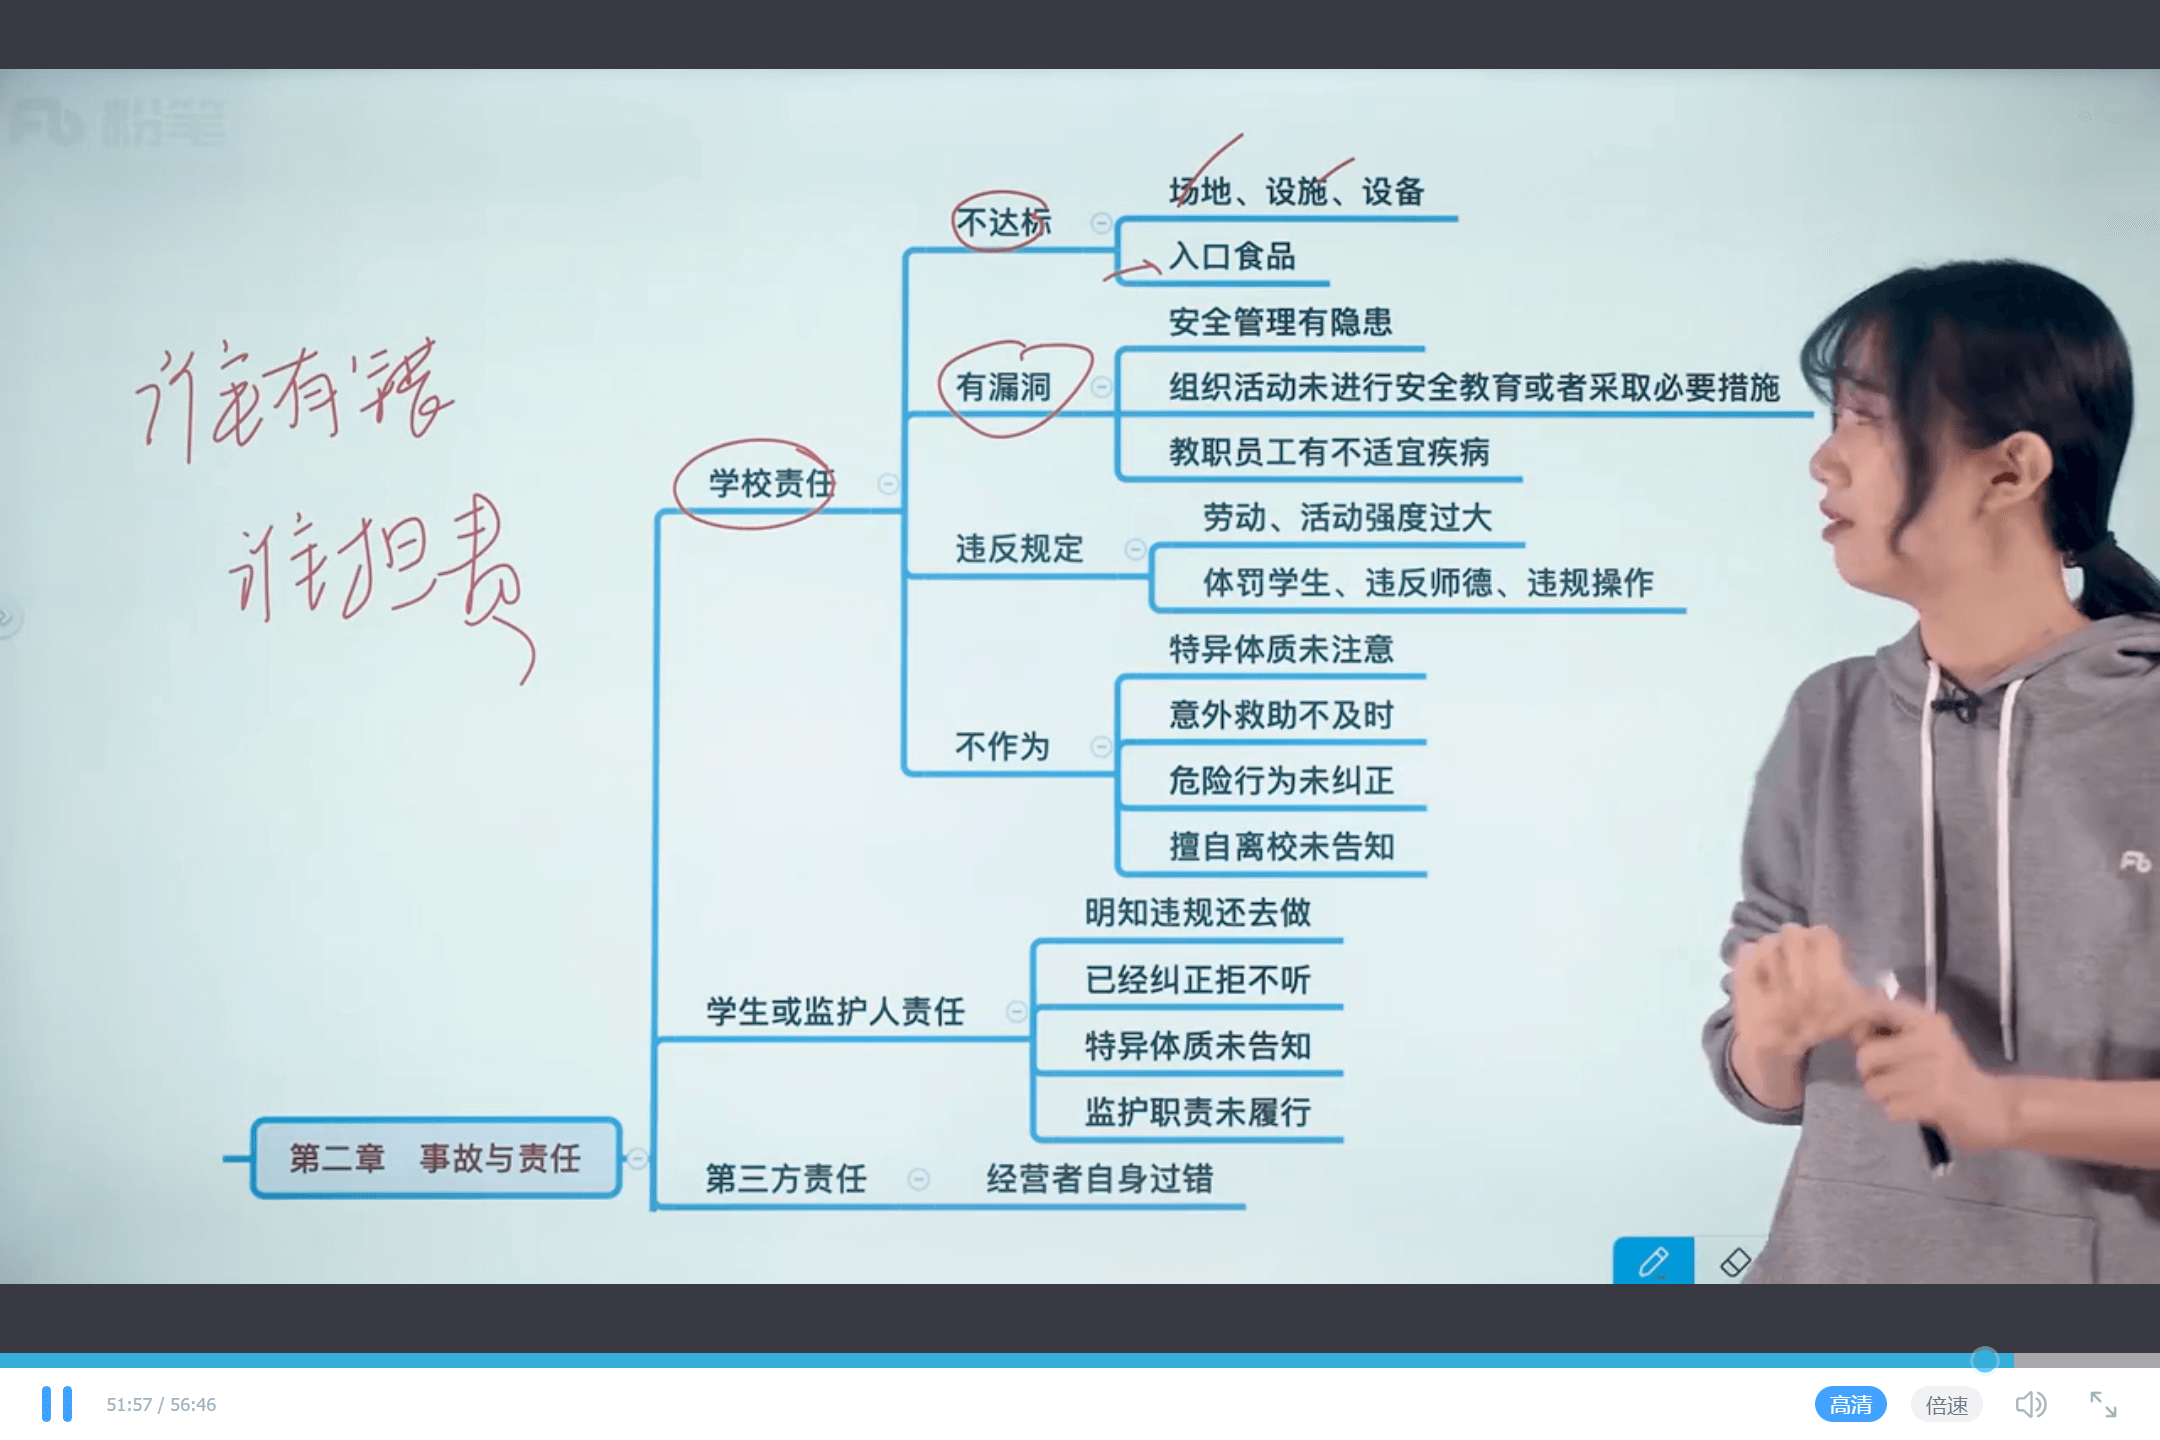 Fb 粉笔
谁有错
谁担责
场地、设施、设备
不达标
入口食品
安全管理有隐患
有漏洞
组织活动未进行安全教育或者采取必要措施
教职员工有不适宜疾病
学校责任
劳动、活动强度过大
违反规定
体罚学生、违反师德、违规操作
特异体质未注意
意外救助不及时
不作为
危险行为未纠正
擅自离校未告知
明知违规还去做
已经纠正拒不听
学生或监护人责任
特异体质未告知
监护职责未履行
第二章 事故与责任
第三方责任
经营者自身过错
Fb
51:57 / 56:46
高清
倍速